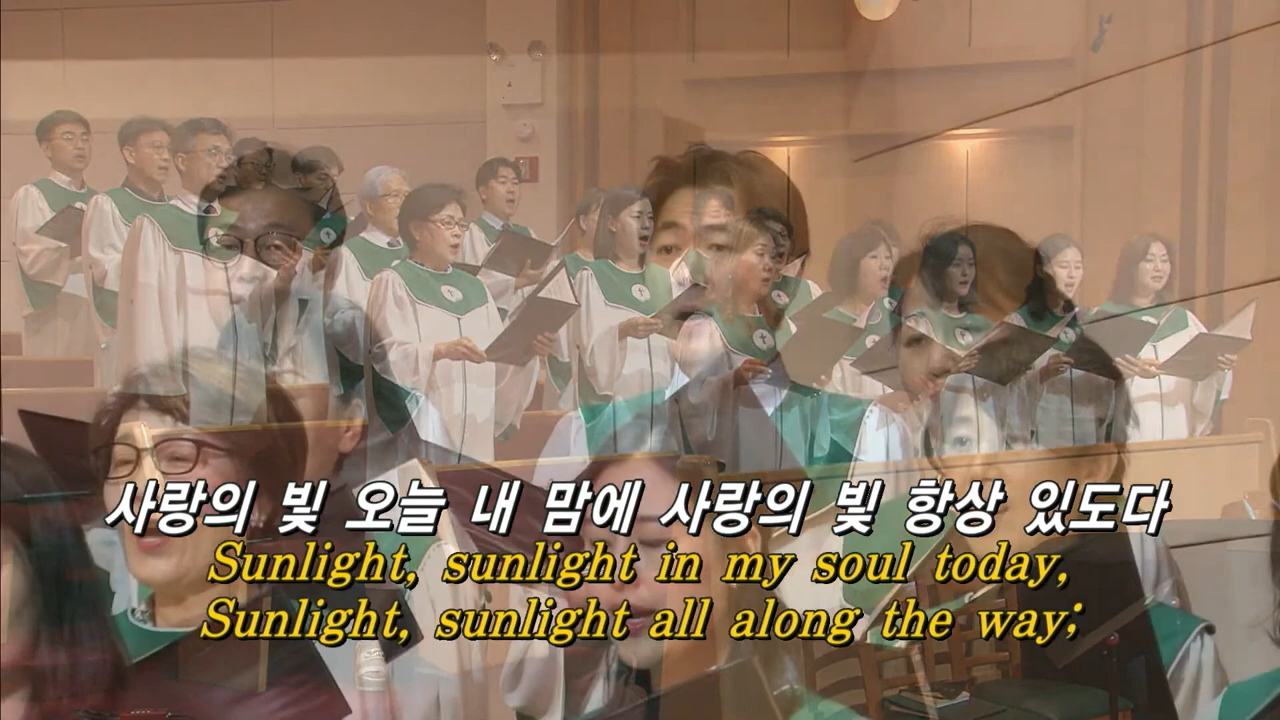 사랑의 빛 오늘 내 맘에 사랑의 빛 항상 있도다
Sunlight, sunlight in my soul today,
Sunlight, sunlight all along the way;